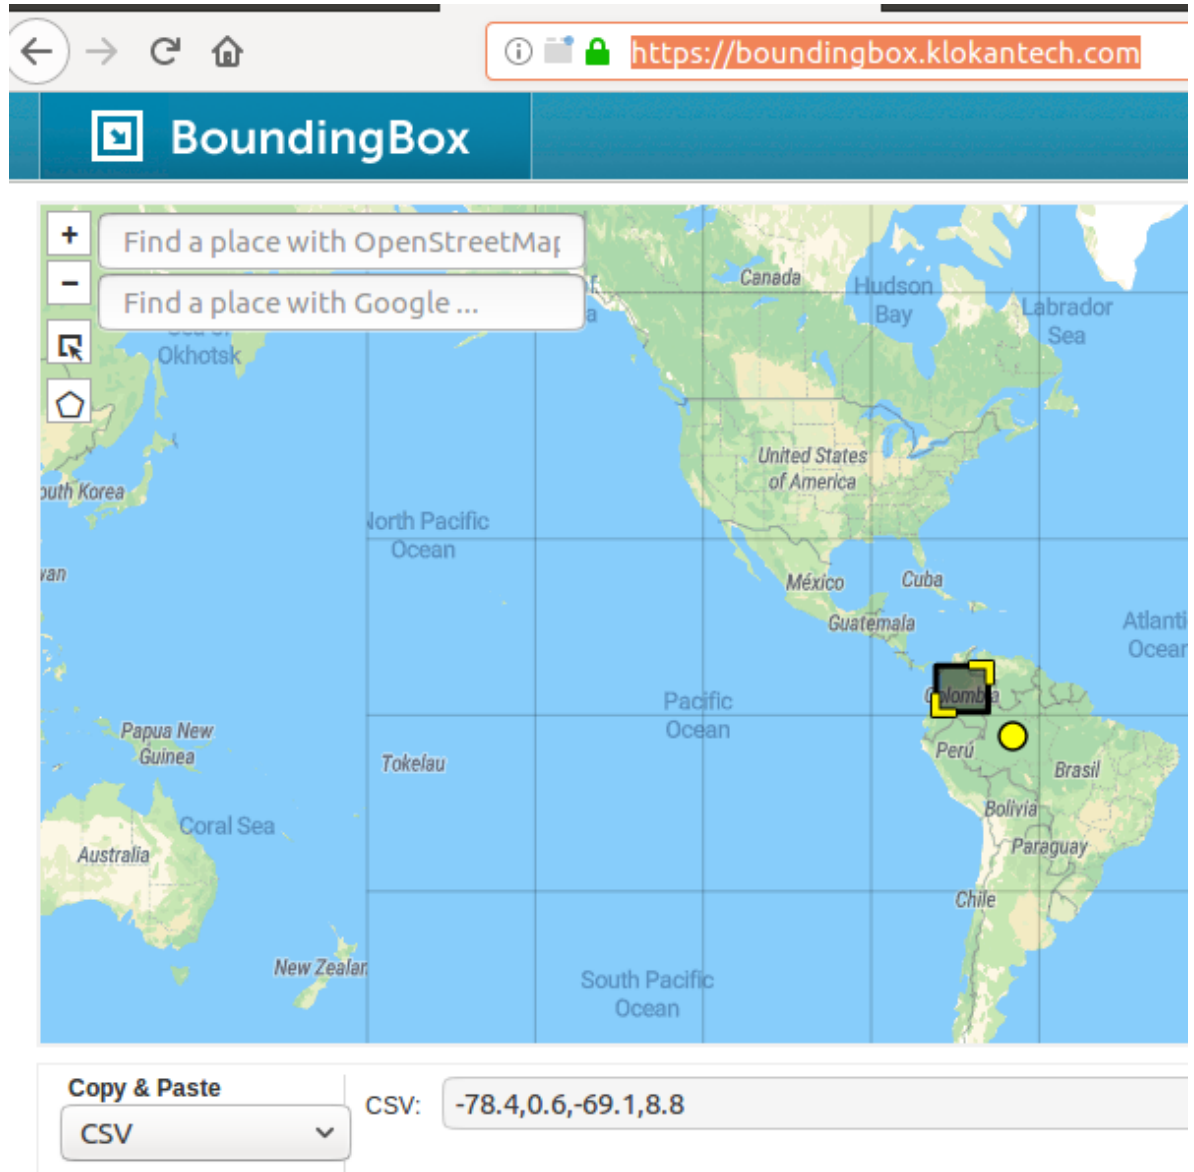 https://boundingbox.klokantech.com
BoundingBox
+
Find a place with OpenStreetMap
−
Find a place with Google ...
Okhotsk
Canada
Hudson
Bay
Labrador
Sea
United States
of America
outh Korea
North Pacific
Ocean
wan
México
Cuba
Guatemala
Atlanti
Ocean
Colombia
Pacific
Ocean
Papua New
Guinea
Tokelau
Perú
Brasil
Bolivia
Coral Sea
Australia
Paraguay
Chile
New Zealan
South Pacific
Ocean
Copy & Paste
CSV
CSV: -78.4,0.6,-69.1,8.8